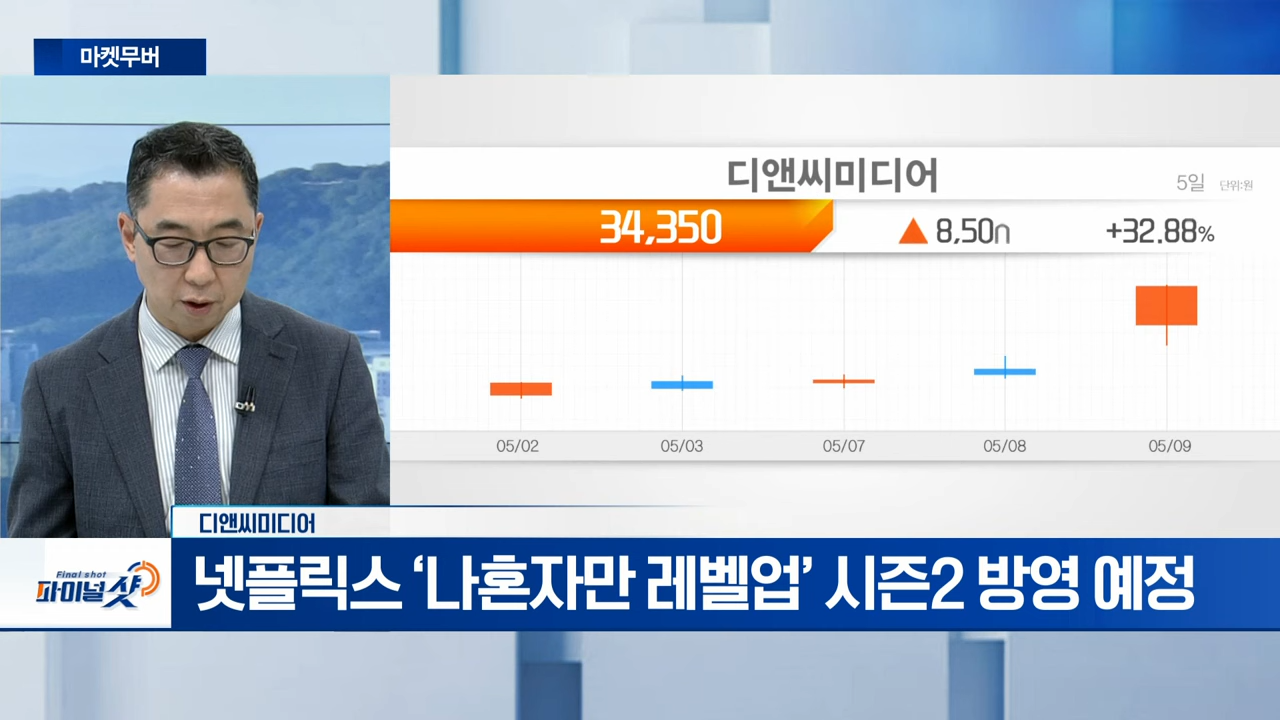 마켓무버
디앤씨미디어
5일 단위:원
34,350 ▲ 8,50 +32.88%
05/02 05/03 05/07 05/08 05/09
디앤씨미디어
Final shot
파이널샷
넷플릭스 ‘나혼자만 레벨업’ 시즌2 방영 예정